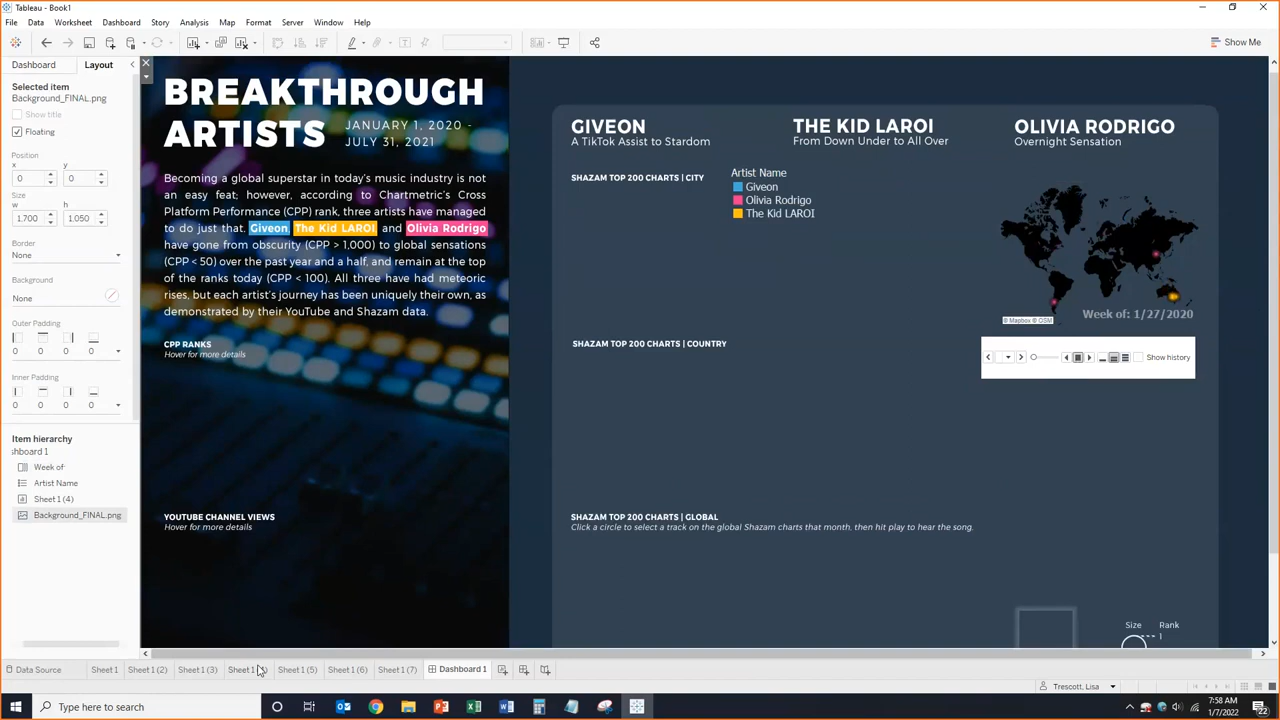 Tableau - Book1
File Data Worksheet Dashboard Story Analysis Map Format Server Window Help
Show Me
Dashboard Layout
Selected item
Background_FINAL.png
Show title
Floating
Position
x y
0 0
Size
w h
1,700 1,050
Border
None
Background
None
Outer Padding
0 0 0 0
Inner Padding
0 0 0 0
Item hierarchy
shboard 1
Week of
Artist Name
Sheet 1 (4)
Background_FINAL.png
BREAKTHROUGH
ARTISTS
JANUARY 1, 2020 -
JULY 31, 2021
Becoming a global superstar in today's music industry is not
an easy feat; however, according to Chartmetric's Cross
Platform Performance (CPP) rank, three artists have managed
to do just that. Giveon, The Kid LAROI and Olivia Rodrigo
have gone from obscurity (CPP > 1,000) to global sensations
(CPP < 50) over the past year and a half, and remain at the top
of the ranks today (CPP < 100). All three have had meteoric
rises, but each artist's journey has been uniquely their own, as
demonstrated by their YouTube and Shazam data.
CPP RANKS
Hover for more details
YOUTUBE CHANNEL VIEWS
Hover for more details
GIVEON
A TikTok Assist to Stardom
THE KID LAROI
From Down Under to All Over
OLIVIA RODRIGO
Overnight Sensation
SHAZAM TOP 200 CHARTS | CITY
Artist Name
Giveon
Olivia Rodrigo
The Kid LAROI
Week of: 1/27/2020
© Mapbox © OSM
SHAZAM TOP 200 CHARTS | COUNTRY
Show history
SHAZAM TOP 200 CHARTS | GLOBAL
Click a circle to select a track on the global Shazam charts that month, then hit play to hear the song.
Size Rank
1
Data Source Sheet 1 Sheet 1 (2) Sheet 1 (3) Sheet 1 Sheet 1 (5) Sheet 1 (6) Sheet 1 (7) Dashboard 1
Trescott, Lisa
Type here to search
7:58 AM
1/7/2022
22